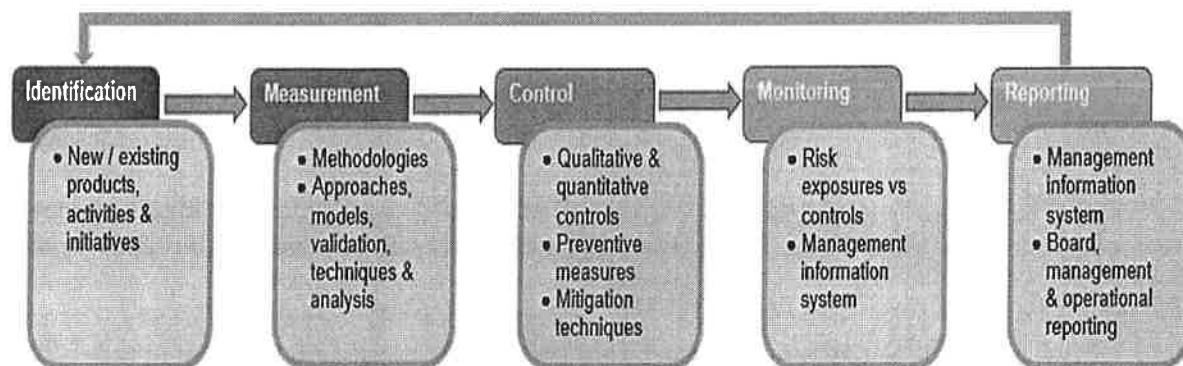 Identification
• New / existing
products,
activities &
initiatives
Measurement
• Methodologies
• Approaches,
models,
validation,
techniques &
analysis
Control
• Qualitative &
quantitative
controls
• Preventive
measures
• Mitigation
techniques
Monitoring
• Risk
exposures vs
controls
• Management
information
system
Reporting
• Management
information
system
• Board,
management
& operational
reporting